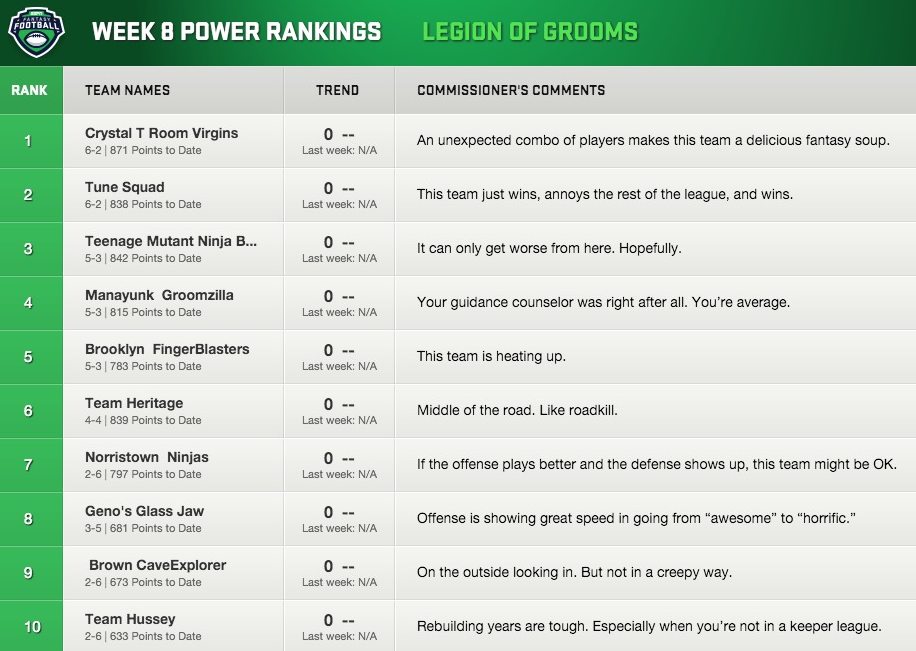 ESPN
FANTASY
FOOTBALL
WEEK 8 POWER RANKINGS LEGION OF GROOMS
RANK TEAM NAMES TREND COMMISSIONER'S COMMENTS
1 Crystal T Room Virgins 0 -- An unexpected combo of players makes this team a delicious fantasy soup.
6-2 | 871 Points to Date Last week: N/A
2 Tune Squad 0 -- This team just wins, annoys the rest of the league, and wins.
6-2 | 838 Points to Date Last week: N/A
3 Teenage Mutant Ninja B... 0 -- It can only get worse from here. Hopefully.
5-3 | 842 Points to Date Last week: N/A
4 Manayunk Groomzilla 0 -- Your guidance counselor was right after all. You’re average.
5-3 | 815 Points to Date Last week: N/A
5 Brooklyn FingerBlasters 0 -- This team is heating up.
5-3 | 783 Points to Date Last week: N/A
6 Team Heritage 0 -- Middle of the road. Like roadkill.
4-4 | 839 Points to Date Last week: N/A
7 Norristown Ninjas 0 -- If the offense plays better and the defense shows up, this team might be OK.
2-6 | 797 Points to Date Last week: N/A
8 Geno's Glass Jaw 0 -- Offense is showing great speed in going from “awesome” to “horrific.”
3-5 | 681 Points to Date Last week: N/A
9 Brown CaveExplorer 0 -- On the outside looking in. But not in a creepy way.
2-6 | 673 Points to Date Last week: N/A
10 Team Hussey 0 -- Rebuilding years are tough. Especially when you’re not in a keeper league.
2-6 | 633 Points to Date Last week: N/A